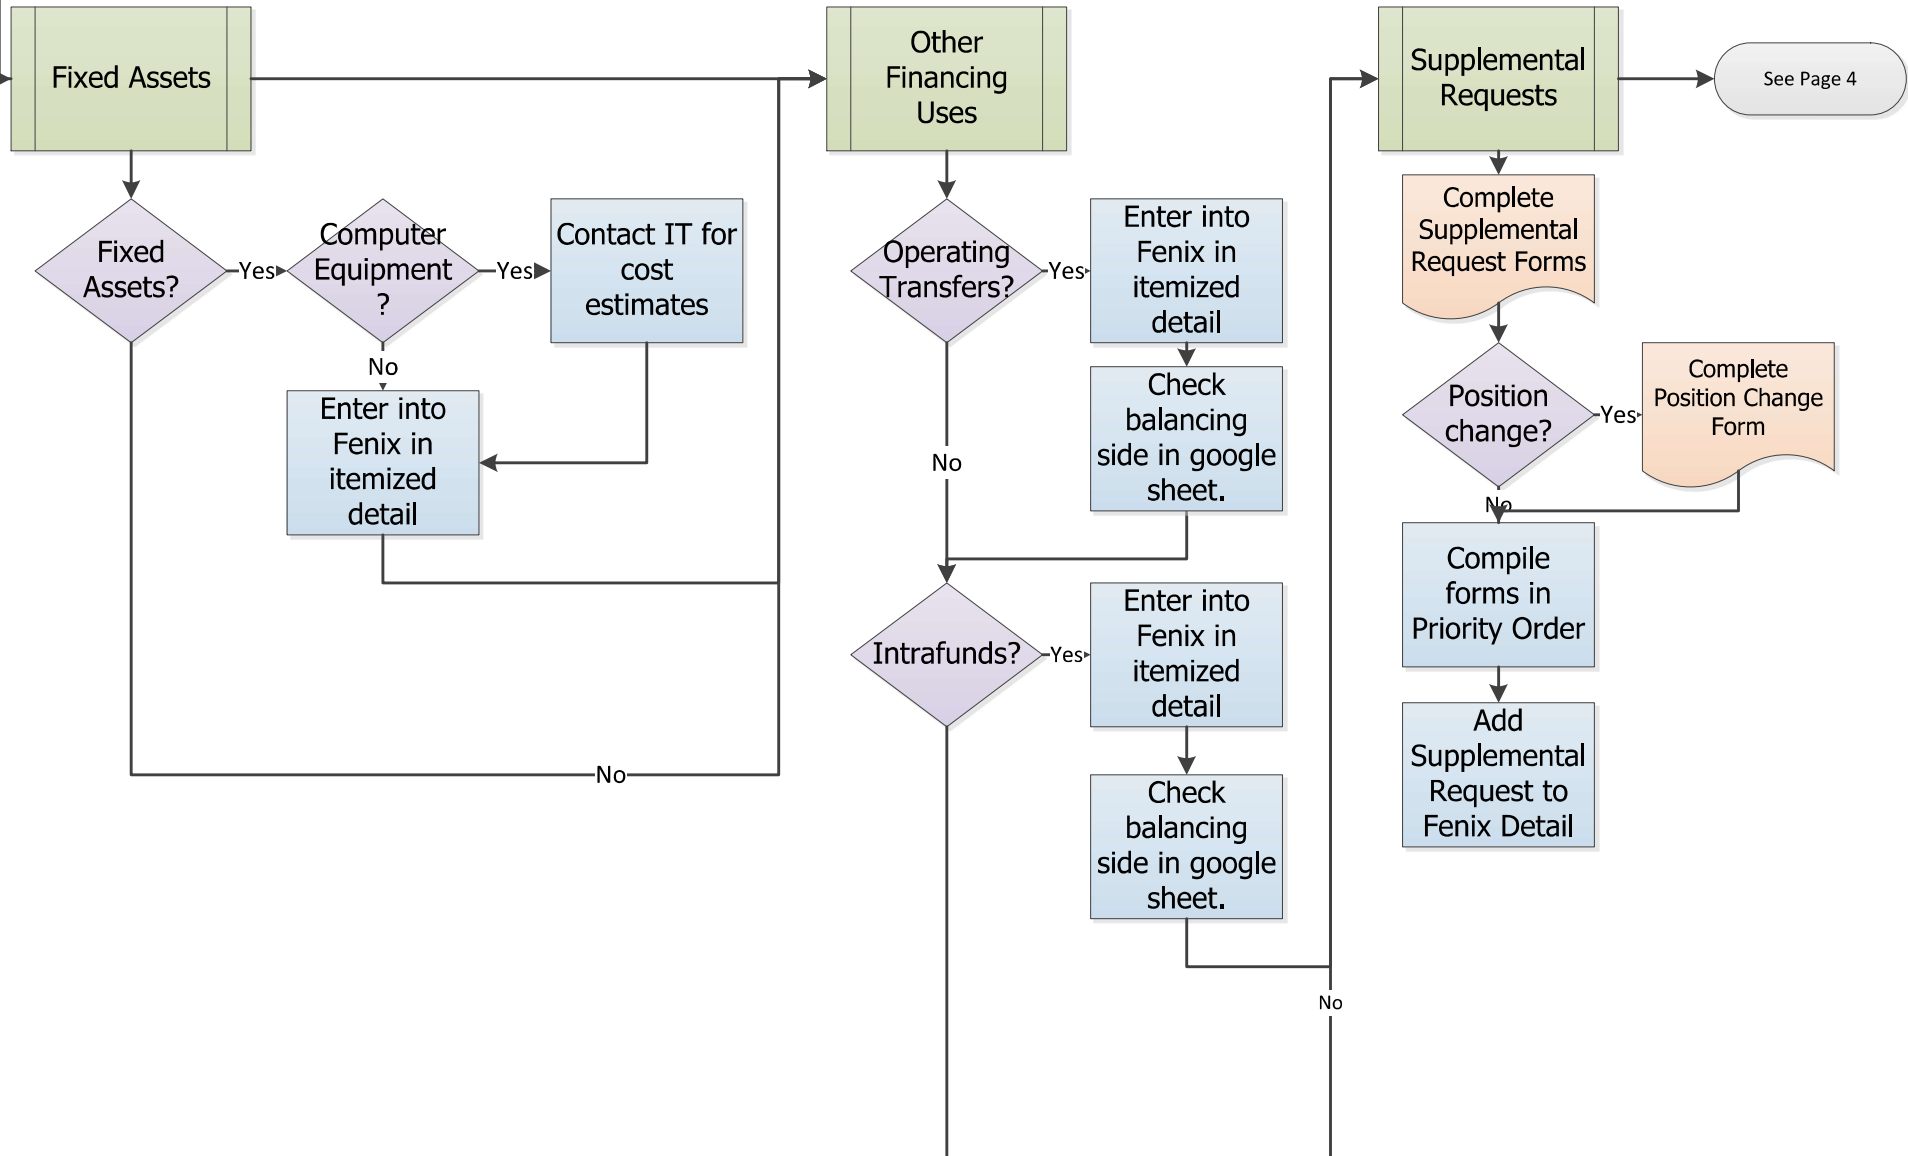 Fixed Assets
Other
Financing
Uses
Supplemental
Requests
See Page 4
Fixed
Assets?
Yes
Computer
Equipment
?
Yes
Contact IT for
cost
estimates
No
Enter into
Fenix in
itemized
detail
No
Operating
Transfers?
Yes
Enter into
Fenix in
itemized
detail
Check
balancing
side in google
sheet.
No
Intrafunds?
Yes
Enter into
Fenix in
itemized
detail
Check
balancing
side in google
sheet.
No
Complete
Supplemental
Request Forms
Position
change?
Yes
Complete
Position Change
Form
No
Compile
forms in
Priority Order
Add
Supplemental
Request to
Fenix Detail